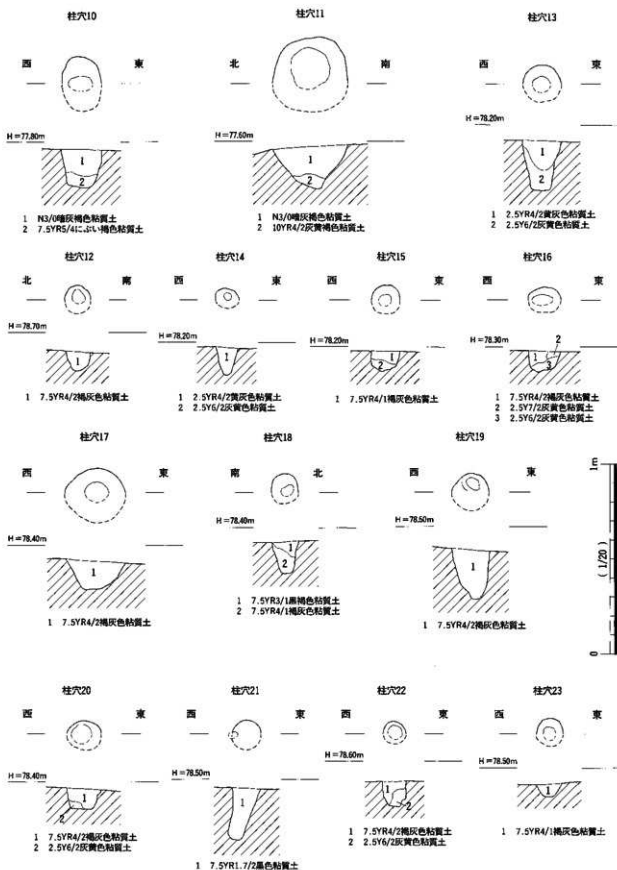 柱穴10
西 東
H=77.80m
1
2
1 N3/0暗灰褐色粘質土
2 7.5YR5/4にぶい褐色粘質土
柱穴11
北 南
H=77.60m
1
2
1 N3/0暗灰褐色粘質土
2 10YR4/2灰黄褐色粘質土
柱穴13
西 東
H=78.20m
1
2
1 2.5YR4/2黄灰色粘質土
2 2.5Y6/2灰黄色粘質土
柱穴12
北 南
H=78.70m
1
1 7.5YR4/2褐灰色粘質土
柱穴14
西 東
H=78.20m
1
1 2.5YR4/2黄灰色粘質土
2 2.5Y6/2灰黄色粘質土
柱穴15
西 東
H=78.20m
1
2
1 7.5YR4/1褐灰色粘質土
柱穴16
西 東
H=78.30m
2
1
3
1 7.5YR4/2褐灰色粘質土
2 2.5Y7/2灰黄色粘質土
3 2.5Y6/2灰黄色粘質土
柱穴17
西 東
H=78.40m
1
1 7.5YR4/2褐灰色粘質土
柱穴18
南 北
H=78.40m
1
2
1 7.5YR3/1黒褐色粘質土
2 7.5YR4/1褐灰色粘質土
柱穴19
西 東
H=78.50m
1
1 7.5YR4/2褐灰色粘質土
1m
(1/20)
0
柱穴20
西 東
H=78.40m
1
2
1 7.5YR4/2褐灰色粘質土
2 2.5Y6/2灰黄色粘質土
柱穴21
西 東
H=78.50m
1
1 7.5YR1.7/2黒色粘質土
柱穴22
西 東
H=78.60m
1
2
1 7.5YR4/2褐灰色粘質土
2 2.5Y6/2灰黄色粘質土
柱穴23
西 東
H=78.50m
1
1 7.5YR4/1褐灰色粘質土